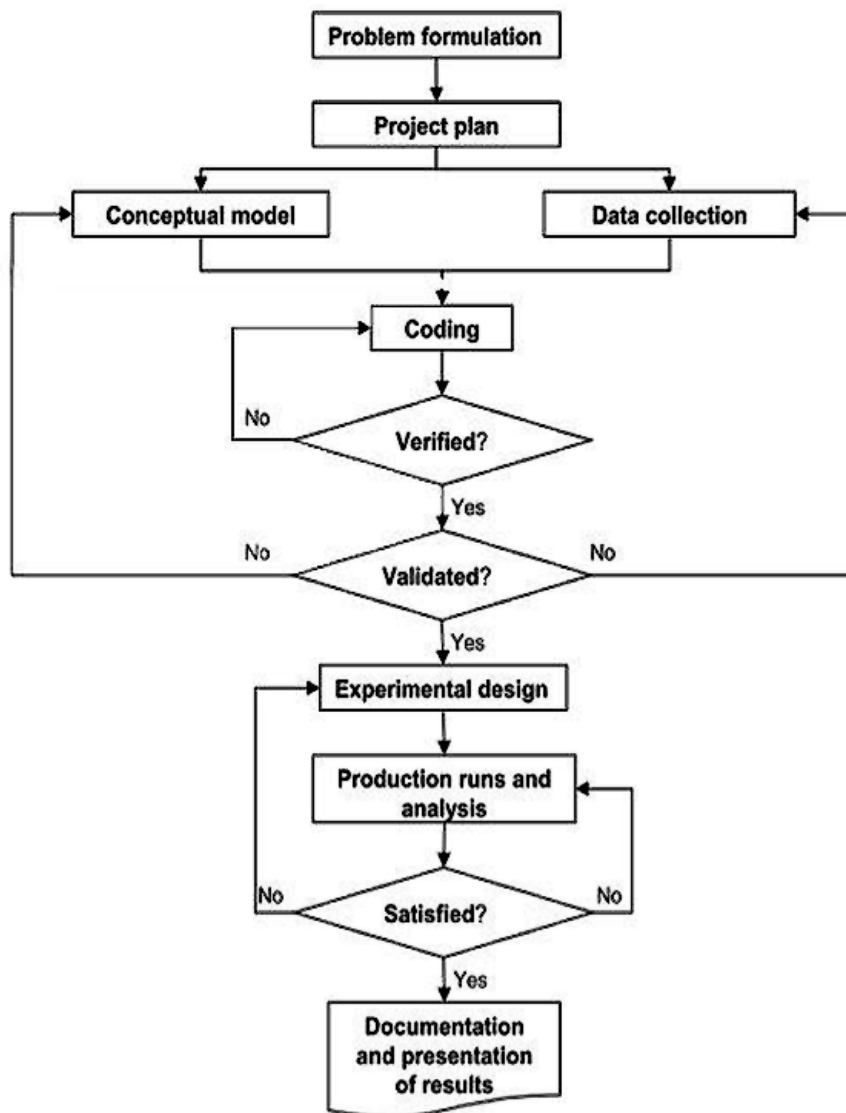 Problem formulation
Project plan
Conceptual model
Data collection
Coding
No
Verified?
Yes
No
No
Validated?
Yes
Experimental design
Production runs and
analysis
No
No
Satisfied?
Yes
Documentation
and presentation
of results